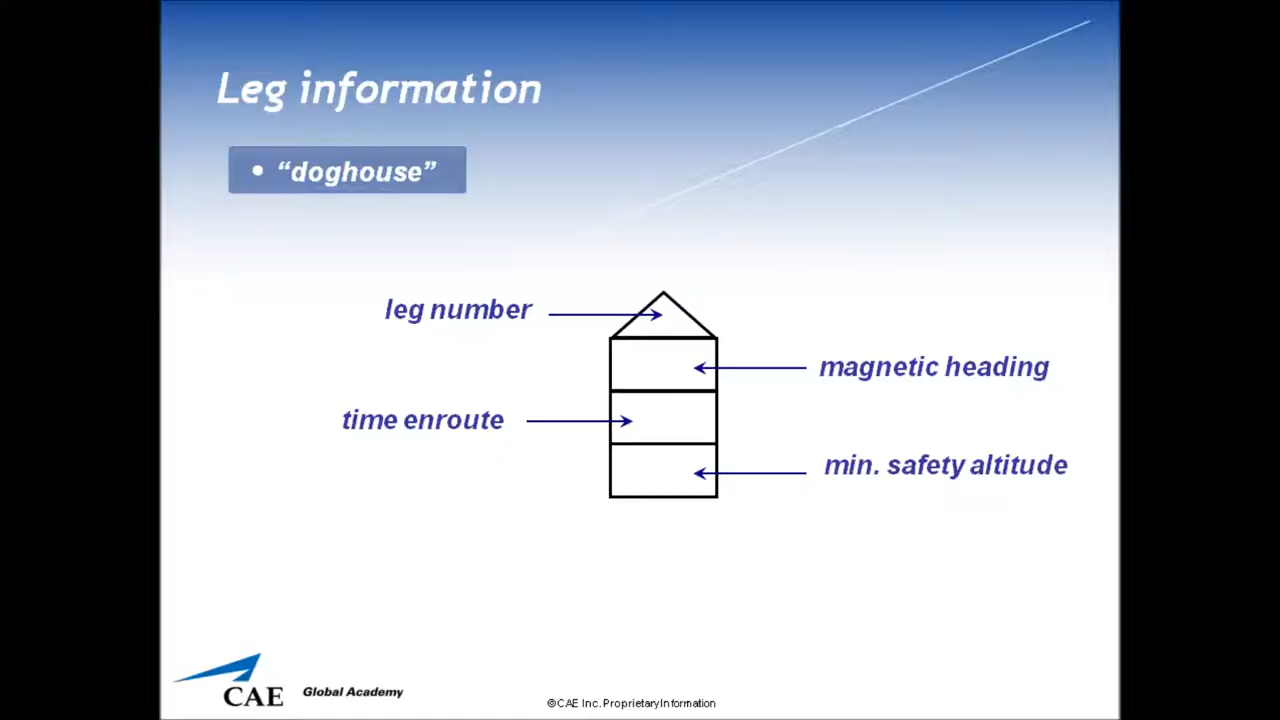 Leg information
• “doghouse”
leg number
magnetic heading
time enroute
min. safety altitude
CAE Global Academy
©CAE Inc. Proprietary Information